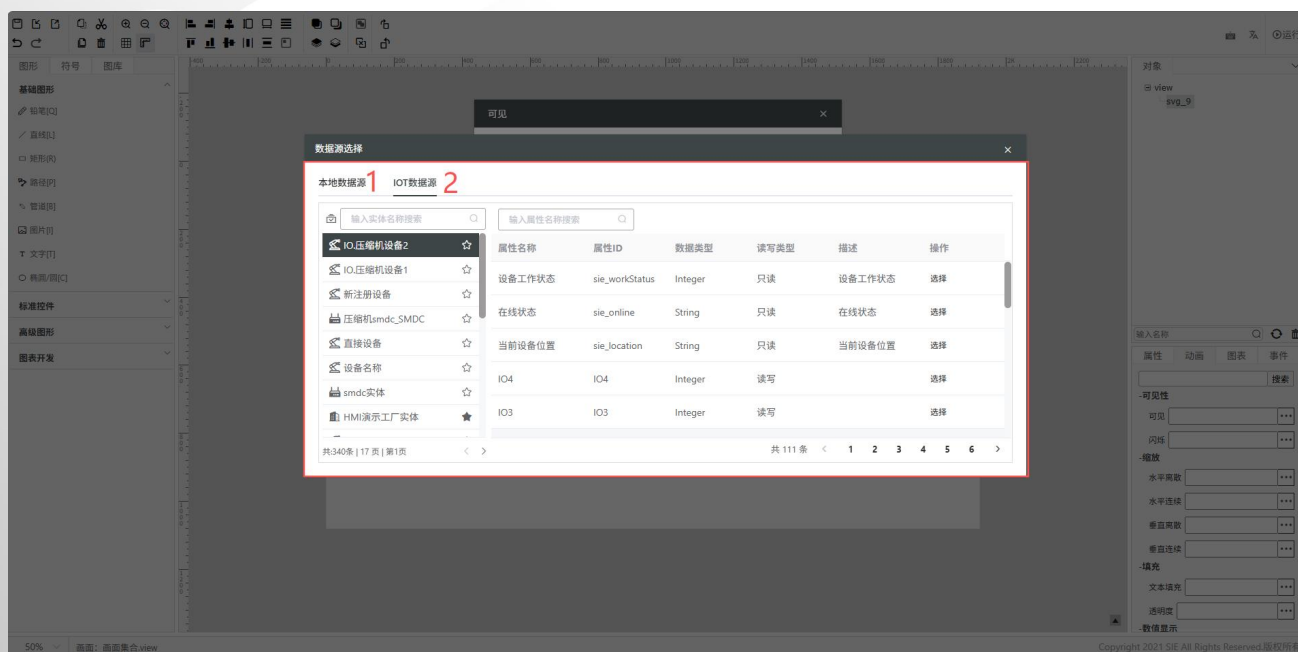 运行
图形 符号 图库
对象
基础图形
view
svg_9
铅笔[Q]
直线[L]
矩形(R)
路径[P]
管道[B]
图片[I]
文字[T]
椭圆/圆[C]
标准控件
高级图形
图表开发
可见 ×
数据源选择 ×
本地数据源 1 IOT数据源 2
输入实体名称搜索
输入属性名称搜索
IO.压缩机设备2
IO.压缩机设备1
新注册设备
压缩机smdc_SMDC
直接设备
设备名称
smdc实体
HMI演示工厂实体
共:340条 | 17 页 | 第1页 < >
属性名称 属性ID 数据类型 读写类型 描述 操作
设备工作状态 sie_workStatus Integer 只读 设备工作状态 选择
在线状态 sie_online String 只读 在线状态 选择
当前设备位置 sie_location String 只读 当前设备位置 选择
IO4 IO4 Integer 读写 选择
IO3 IO3 Integer 读写 选择
共 111 条 < 1 2 3 4 5 6 >
输入名称
属性 动画 图表 事件
搜索
-可见性
可见
闪烁
-缩放
水平离散
水平连续
垂直离散
垂直连续
-填充
文本填充
透明度
-数值显示
50% 画面: 画面集合.view
Copyright 2021 SIE All Rights Reserved.版权所有